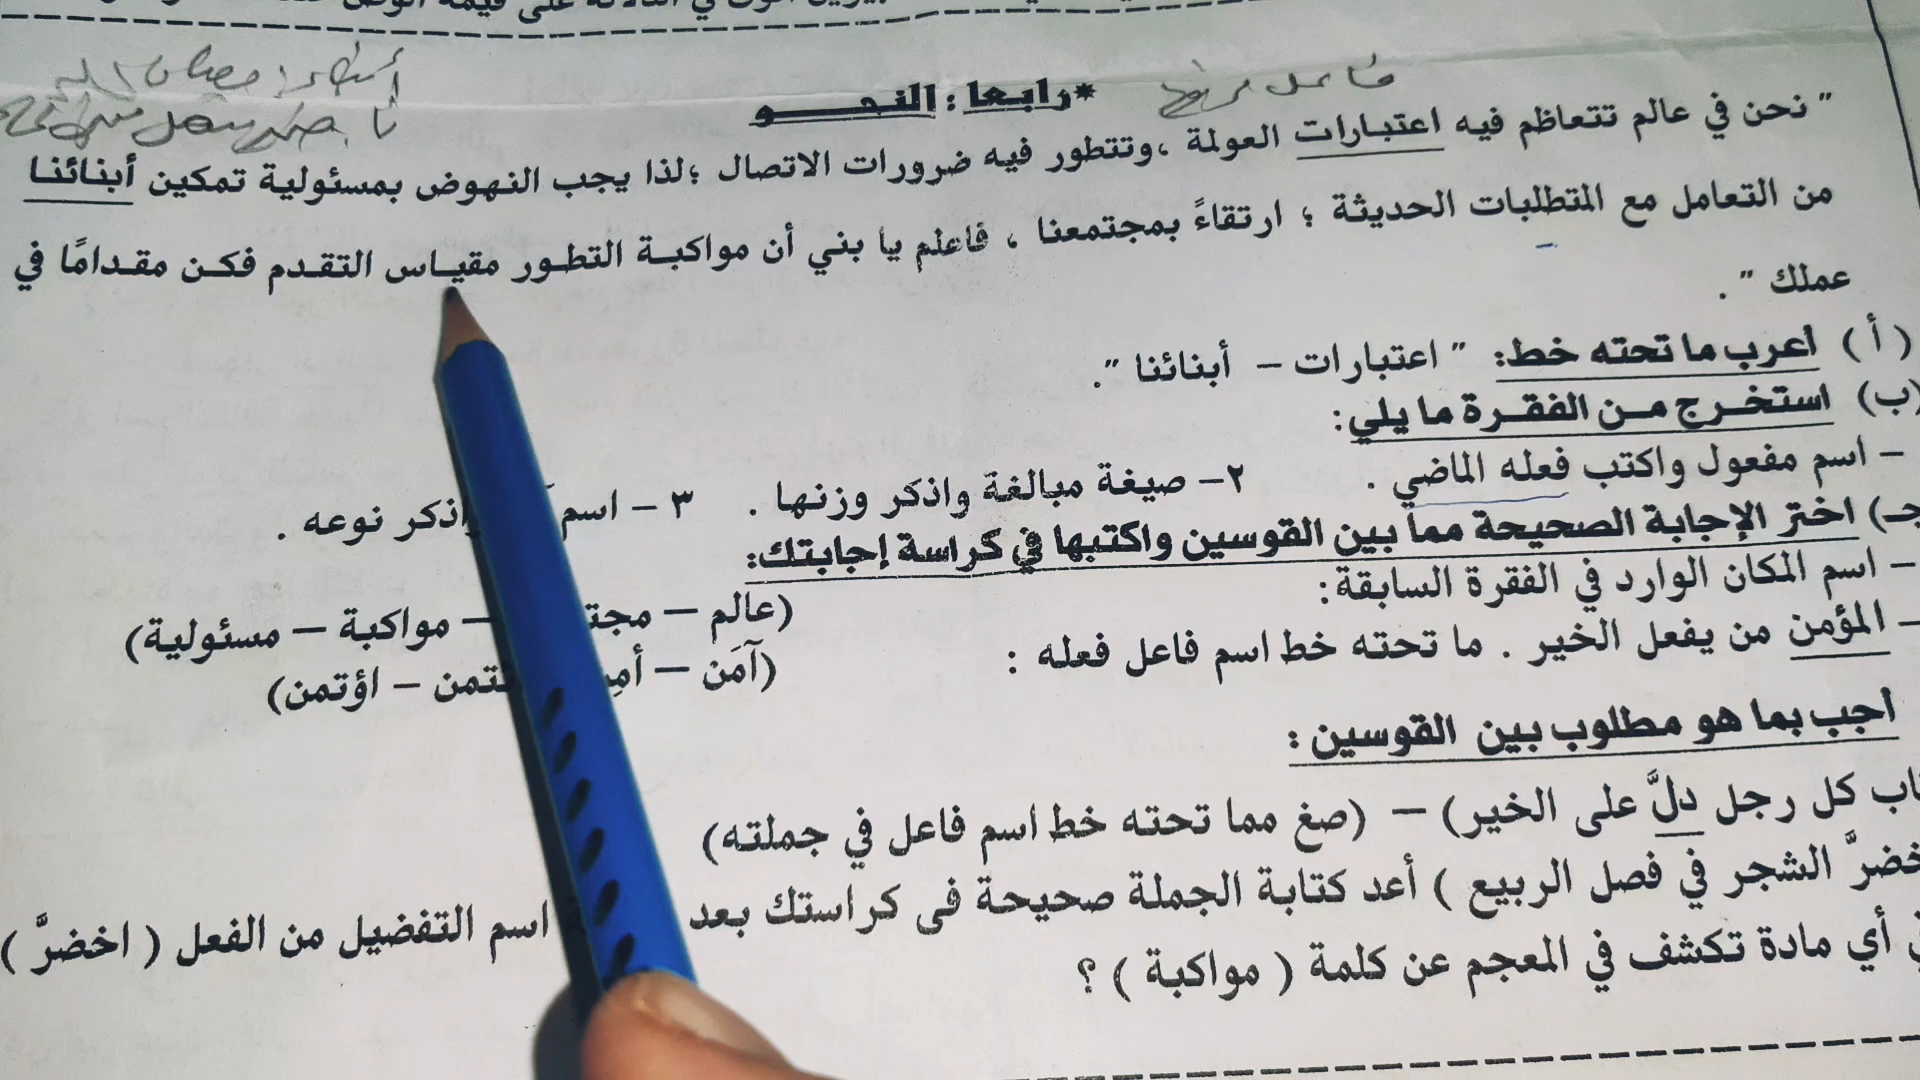 فاعل مرفوع
*رابعا : النحو
" نحن في عالم تتعاظم فيه اعتبارات العولمة ،وتتطور فيه ضرورات الاتصال ؛لذا يجب النهوض بمسئولية تمكين أبنائنا
من التعامل مع المتطلبات الحديثة ؛ ارتقاءً بمجتمعنا ، فاعلم يا بني أن مواكبة التطور مقياس التقدم فكن مقدامًا في
عملك " .
( أ ) اعرب ما تحته خط: " اعتبارات – أبنائنا ".
(ب) استخرج من الفقرة ما يلي:
– اسم مفعول واكتب فعله الماضي . ٢– صيغة مبالغة واذكر وزنها . ٣ – اسم واذكر نوعه .
جـ) اختر الإجابة الصحيحة مما بين القوسين واكتبها في كراسة إجابتك:
– اسم المكان الوارد في الفقرة السابقة: (عالم – – مواكبة – مسئولية)
– المؤمن من يفعل الخير . ما تحته خط اسم فاعل فعله : (آمَن – – اؤتمن)
اجب بما هو مطلوب بين القوسين :
كل رجل دلَّ على الخير) – (صغ مما تحته خط اسم فاعل في جملته)
الشجر في فصل الربيع ) أعد كتابة الجملة صحيحة فى كراستك بعد اسم التفضيل من الفعل ( اخضرَّ )
أي مادة تكشف في المعجم عن كلمة ( مواكبة ) ؟